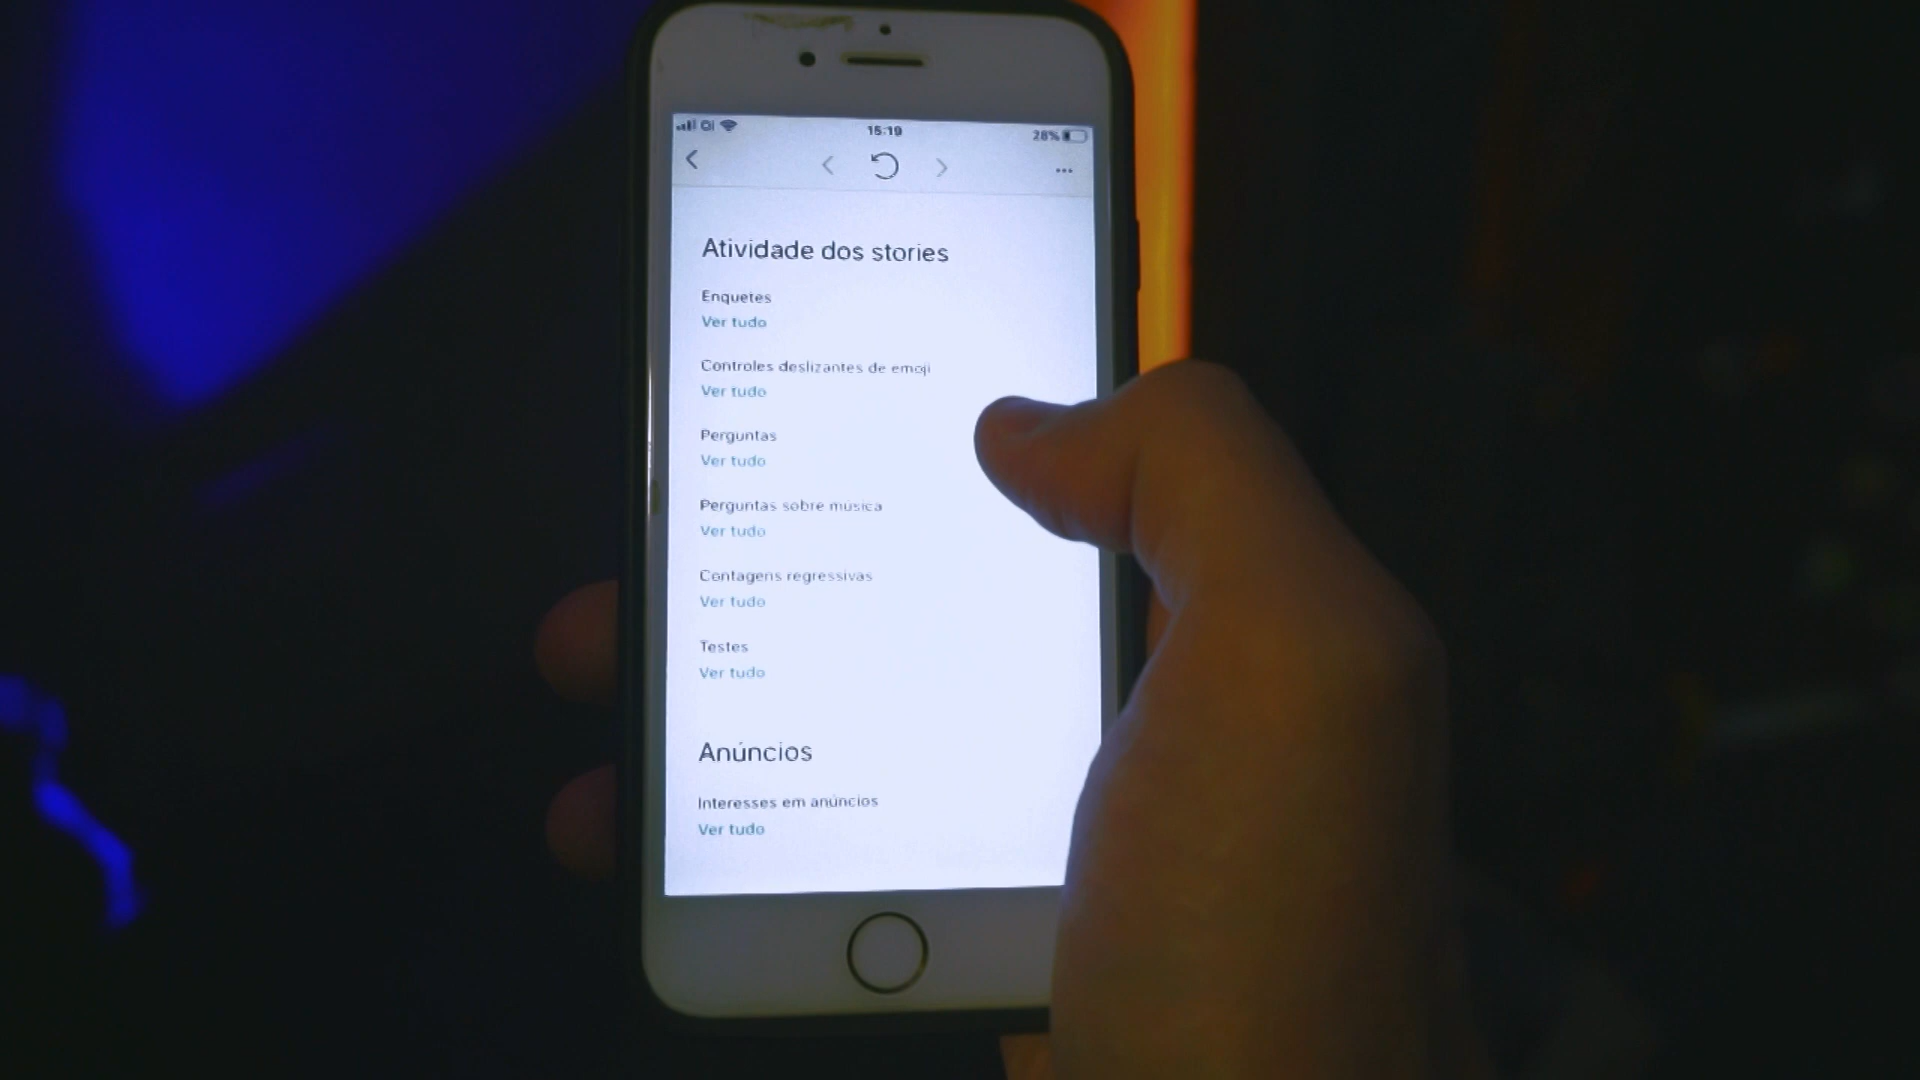 Oi
15:19
28%
Atividade dos stories
Enquetes
Ver tudo
Controles deslizantes de emoji
Ver tudo
Perguntas
Ver tudo
Perguntas sobre música
Ver tudo
Contagens regressivas
Ver tudo
Testes
Ver tudo
Anúncios
Interesses em anúncios
Ver tudo